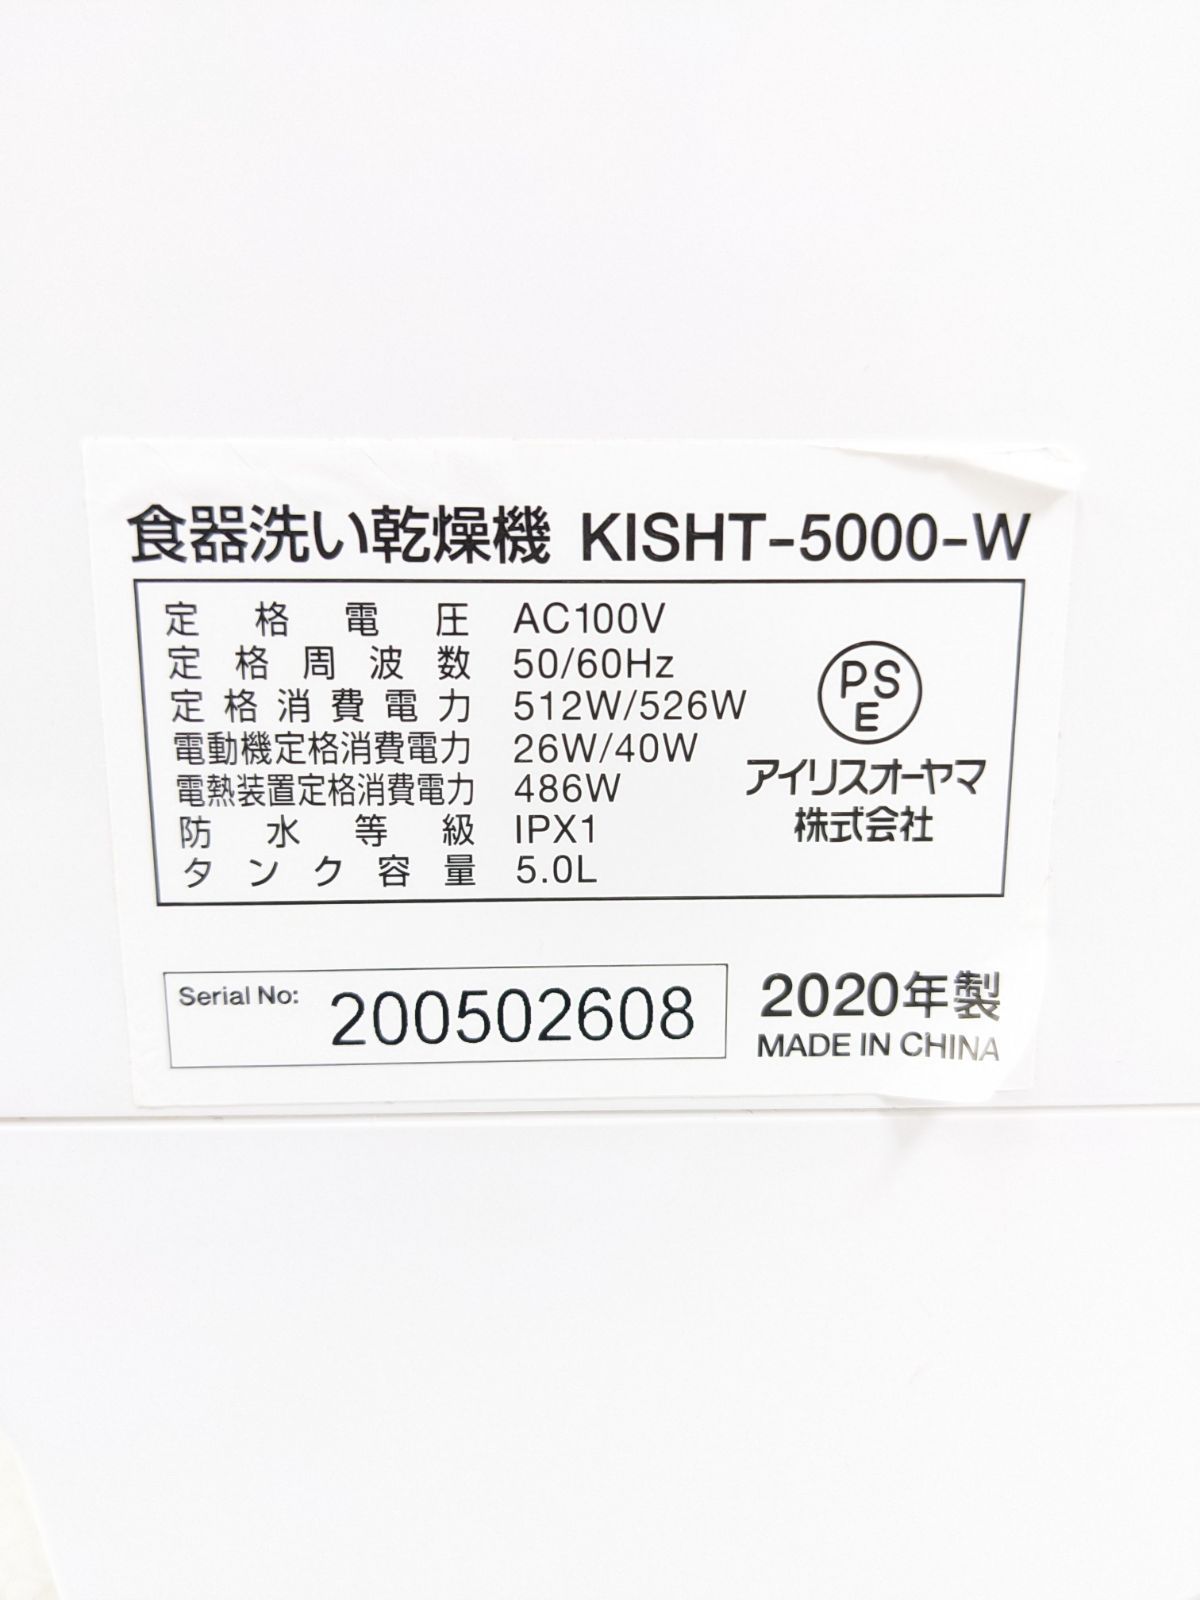 食器洗い乾燥機 KISHT-5000-W
定格電圧 AC100V
定格周波数 50/60Hz
定格消費電力 512W/526W
電動機定格消費電力 26W/40W
電熱装置定格消費電力 486W
防水等級 IPX1
タンク容量 5.0L
PS
E
アイリスオーヤマ
株式会社
Serial No: 200502608
2020年製
MADE IN CHINA